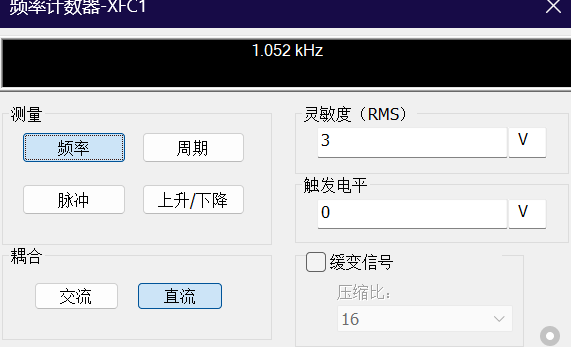 频率计数器-XFC1
1.052 kHz
测量
频率
周期
脉冲
上升/下降
耦合
交流
直流
灵敏度（RMS）
3 V
触发电平
0 V
缓变信号
压缩比：
16